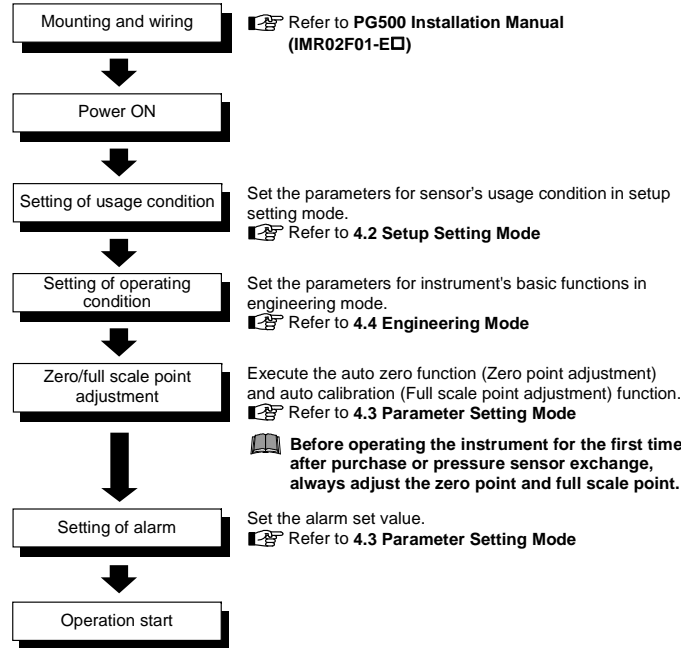 Mounting and wiring
Refer to PG500 Installation Manual
(IMR02F01-E□)
Power ON
Setting of usage condition
Set the parameters for sensor's usage condition in setup
setting mode.
Refer to 4.2 Setup Setting Mode
Setting of operating
condition
Set the parameters for instrument's basic functions in
engineering mode.
Refer to 4.4 Engineering Mode
Zero/full scale point
adjustment
Execute the auto zero function (Zero point adjustment)
and auto calibration (Full scale point adjustment) function.
Refer to 4.3 Parameter Setting Mode
Before operating the instrument for the first time
after purchase or pressure sensor exchange,
always adjust the zero point and full scale point.
Setting of alarm
Set the alarm set value.
Refer to 4.3 Parameter Setting Mode
Operation start